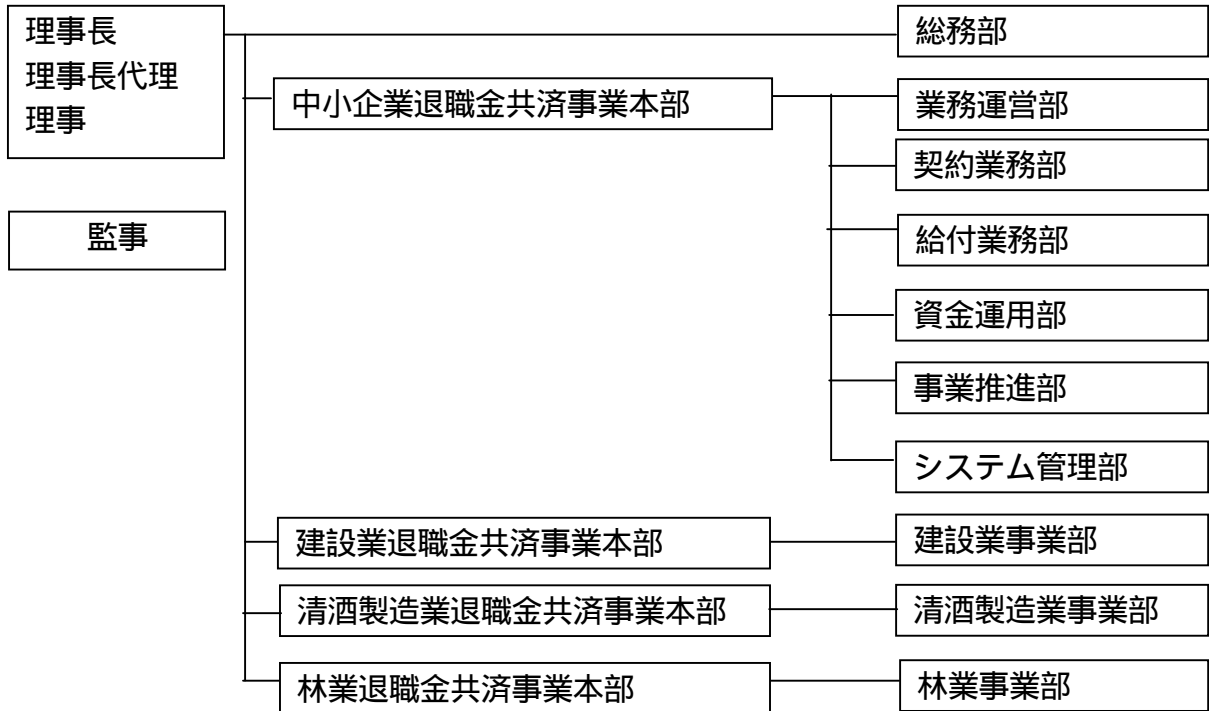 理事長
理事長代理
理事
監事
総務部
中小企業退職金共済事業本部
業務運営部
契約業務部
給付業務部
資金運用部
事業推進部
システム管理部
建設業退職金共済事業本部
建設業事業部
清酒製造業退職金共済事業本部
清酒製造業事業部
林業退職金共済事業本部
林業事業部